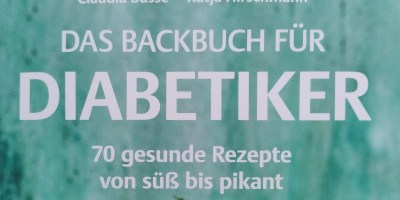 DAS BACKBUCH FÜR
DIABETIKER
70 gesunde Rezepte
von süß bis pikant